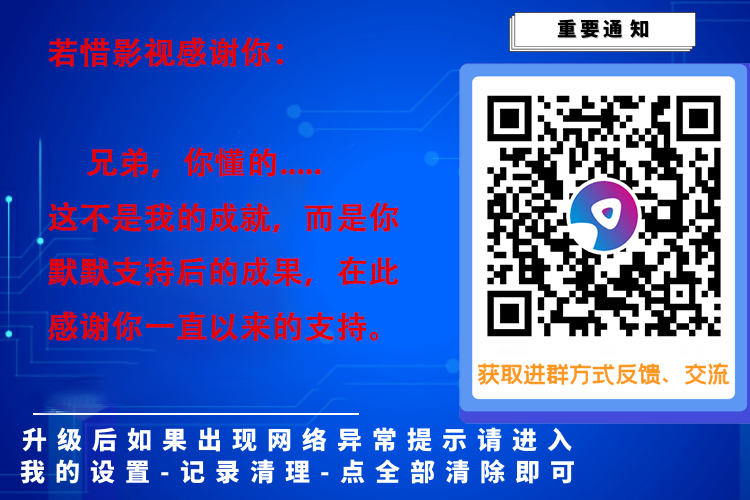 重要通知
若惜影视感谢你：
兄弟，你懂的.....
这不是我的成就，而是你
默默支持后的成果，在此
感谢你一直以来的支持。
获取进群方式反馈、交流
升级后如果出现网络异常提示请进入
我的设置-记录清理-点全部清除即可